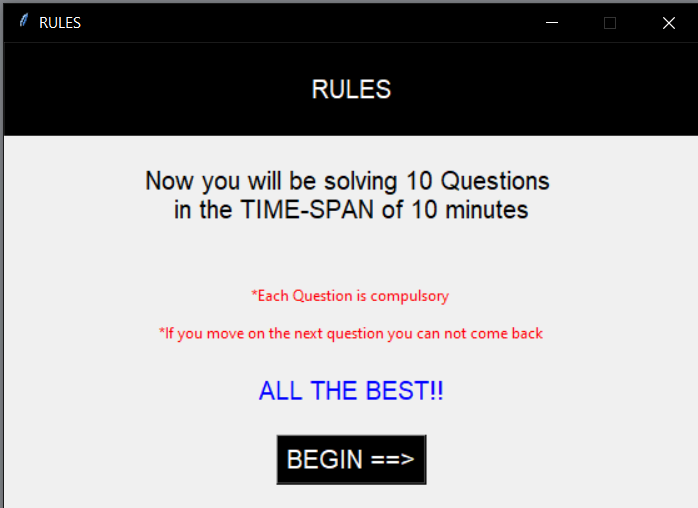 RULES
RULES
Now you will be solving 10 Questions
in the TIME-SPAN of 10 minutes
*Each Question is compulsory
*If you move on the next question you can not come back
ALL THE BEST!!
BEGIN ==>